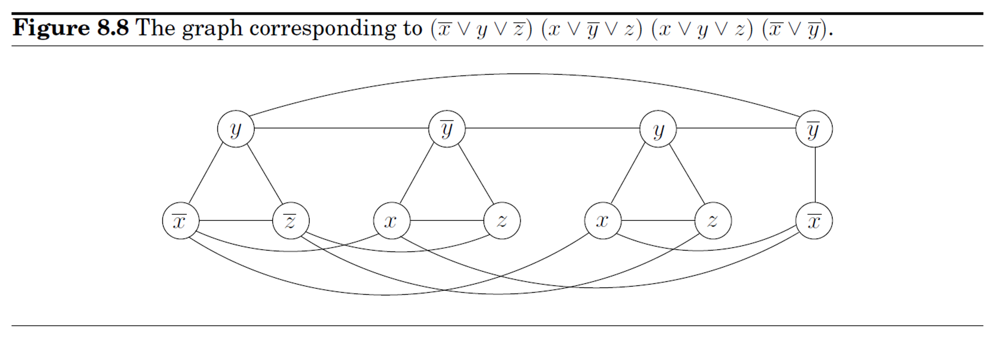 Figure 8.8 The graph corresponding to (x̅ ∨ y ∨ z̅) (x ∨ y̅ ∨ z) (x ∨ y ∨ z) (x̅ ∨ y̅).
y y̅ y y̅
x̅ z̅ x z x z x̅